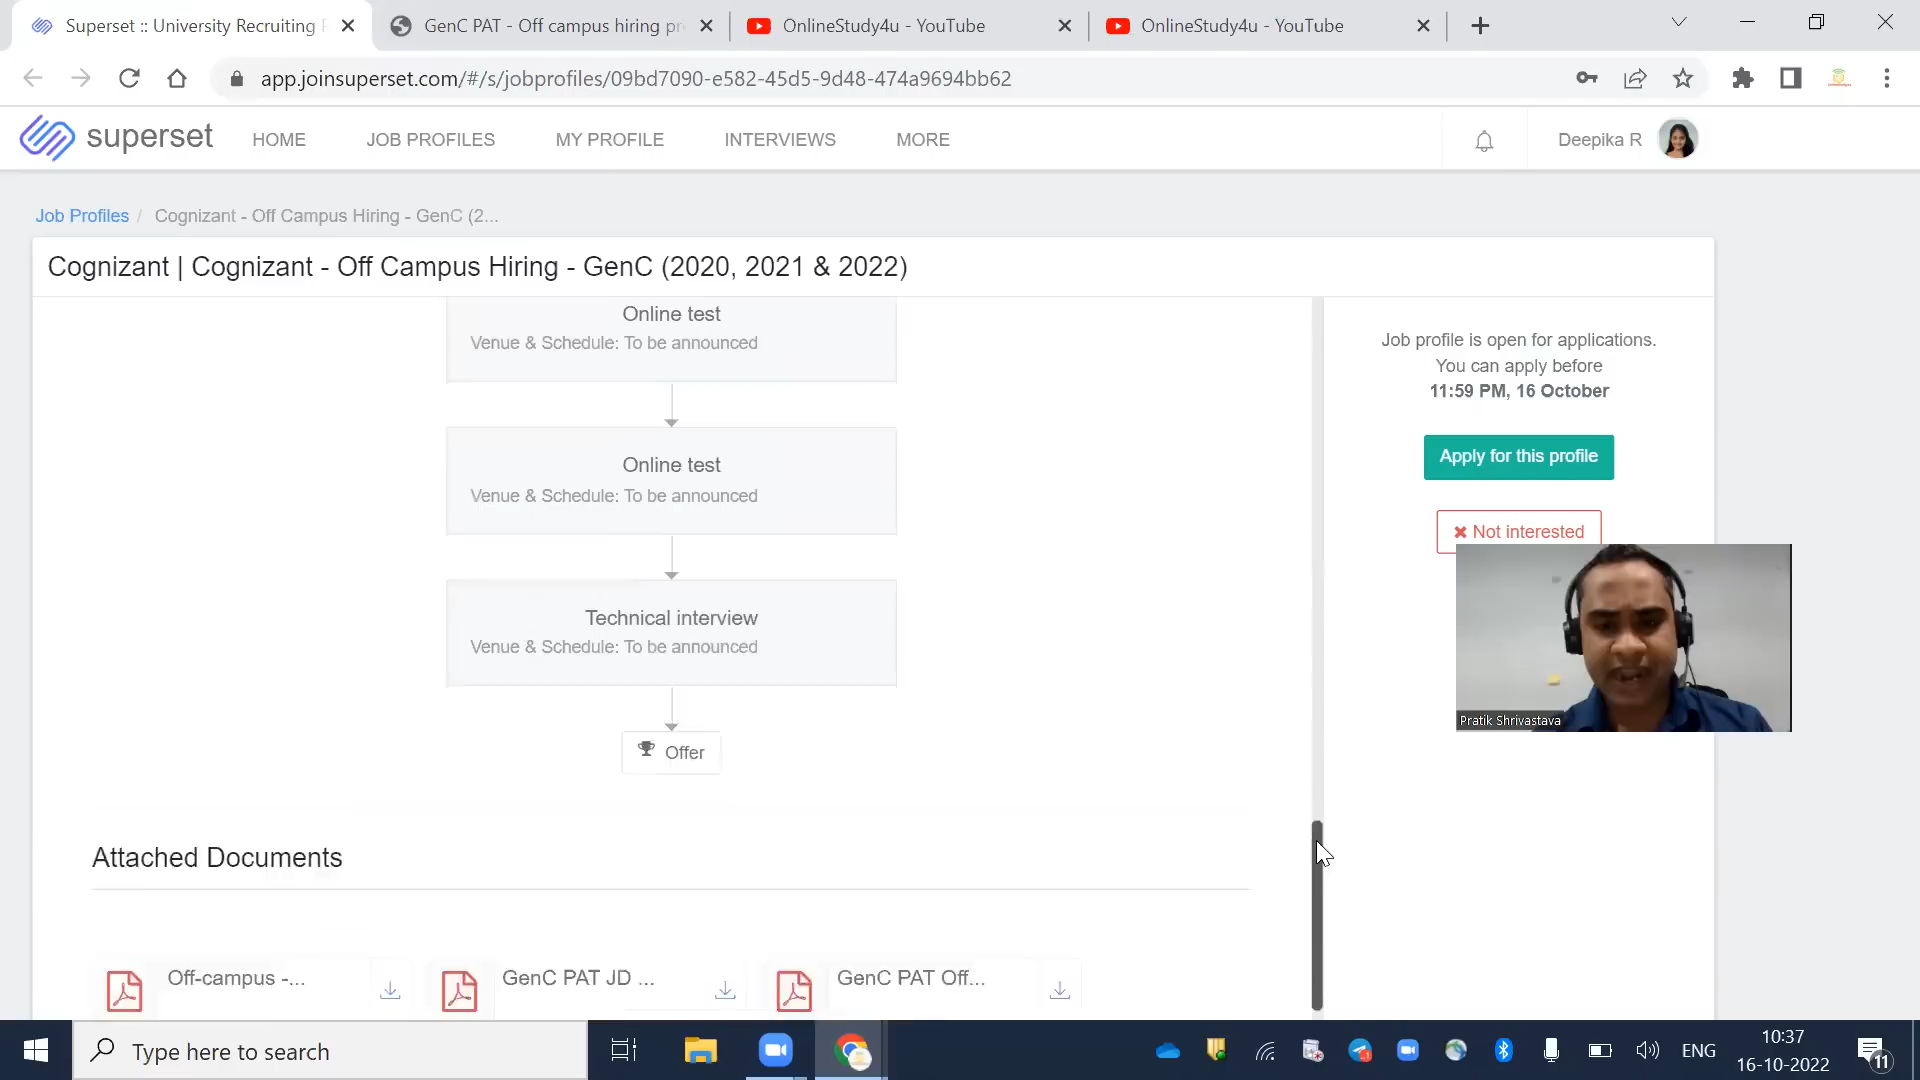 Superset :: University Recruiting P
GenC PAT - Off campus hiring pr
OnlineStudy4u - YouTube
OnlineStudy4u - YouTube
app.joinsuperset.com/#/s/jobprofiles/09bd7090-e582-45d5-9d48-474a9694bb62
superset
HOME
JOB PROFILES
MY PROFILE
INTERVIEWS
MORE
Deepika R
Job Profiles / Cognizant - Off Campus Hiring - GenC (2...
Cognizant | Cognizant - Off Campus Hiring - GenC (2020, 2021 & 2022)
Online test
Venue & Schedule: To be announced
Online test
Venue & Schedule: To be announced
Technical interview
Venue & Schedule: To be announced
Offer
Job profile is open for applications.
You can apply before
11:59 PM, 16 October
Apply for this profile
Not interested
Pratik Shrivastava
Attached Documents
Off-campus -...
GenC PAT JD ...
GenC PAT Off...
Type here to search
ENG
10:37
16-10-2022
11